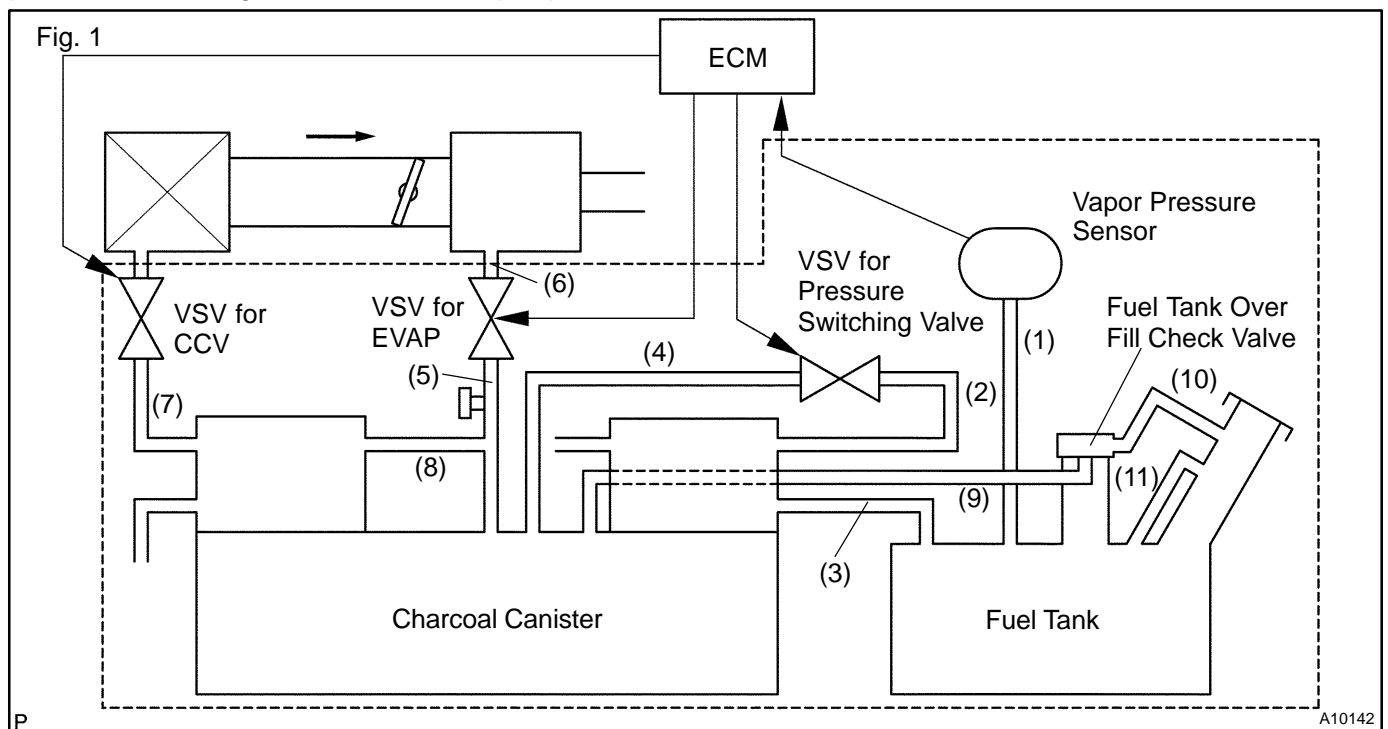 Fig. 1
ECM
Vapor Pressure
Sensor
VSV for
Pressure
Switching Valve
Fuel Tank Over
Fill Check Valve
VSV for
CCV
VSV for
EVAP
(6)
(1)
(4)
(5)
(2)
(10)
(7)
(8)
(11)
(9)
(3)
Charcoal Canister
Fuel Tank
P
A10142